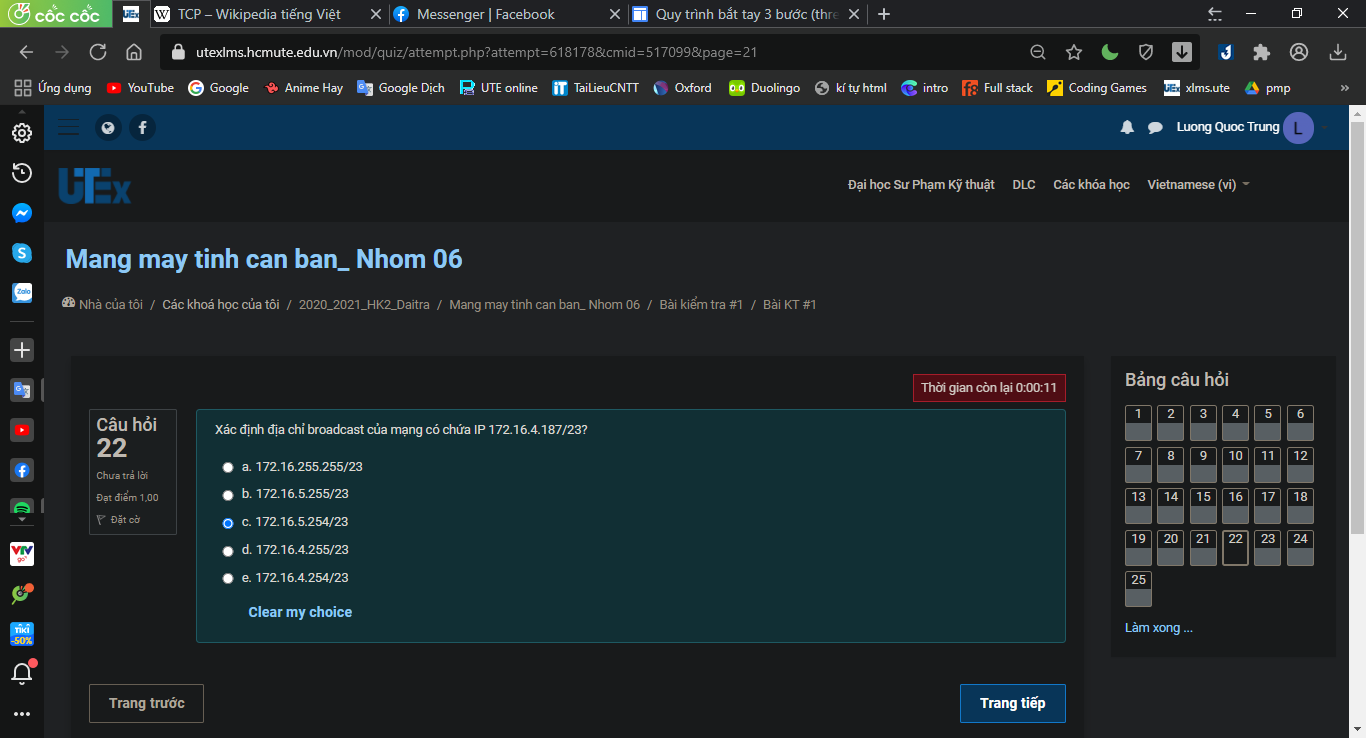 cốc cốc
UTEx
W TCP – Wikipedia tiếng Việt
Messenger | Facebook
Quy trình bắt tay 3 bước (thre
utexlms.hcmute.edu.vn/mod/quiz/attempt.php?attempt=618178&cmid=517099&page=21
Ứng dụng YouTube Google Anime Hay Google Dịch UTE online TaiLieuCNTT Oxford Duolingo kí tự html intro Full stack Coding Games xlms.ute pmp »
Luong Quoc Trung L
UTEx
Đại học Sư Phạm Kỹ thuật DLC Các khóa học Vietnamese (vi)
Mang may tinh can ban_ Nhom 06
Nhà của tôi / Các khoá học của tôi / 2020_2021_HK2_Daitra / Mang may tinh can ban_ Nhom 06 / Bài kiểm tra #1 / Bài KT #1
Thời gian còn lại 0:00:11
Câu hỏi
22
Chưa trả lời
Đạt điểm 1,00
Đặt cờ
Xác định địa chỉ broadcast của mạng có chứa IP 172.16.4.187/23?
a. 172.16.255.255/23
b. 172.16.5.255/23
c. 172.16.5.254/23
d. 172.16.4.255/23
e. 172.16.4.254/23
Clear my choice
Trang trước
Trang tiếp
Bảng câu hỏi
1 2 3 4 5 6
7 8 9 10 11 12
13 14 15 16 17 18
19 20 21 22 23 24
25
Làm xong ...
Zalo
VTV
go
TIKI
-50%